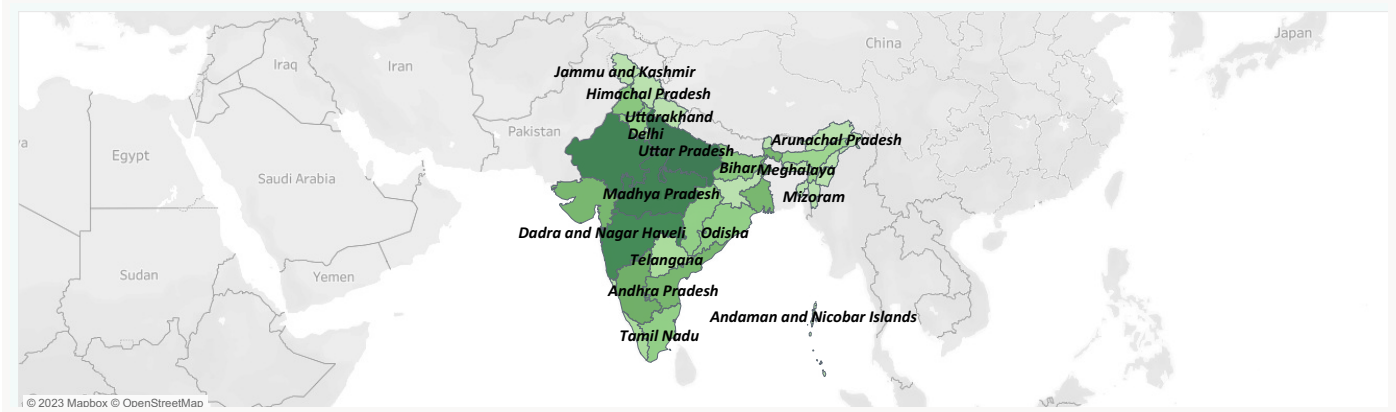 Japan
China
Iraq
Iran
Jammu and Kashmir
Himachal Pradesh
Uttarakhand
Pakistan
Delhi
Arunachal Pradesh
ya
Egypt
Uttar Pradesh
Bihar
Meghalaya
Saudi Arabia
Madhya Pradesh
Mizoram
Dadra and Nagar Haveli
Odisha
Telangana
Sudan
Yemen
Andhra Pradesh
Andaman and Nicobar Islands
Tamil Nadu
© 2023 Mapbox © OpenStreetMap